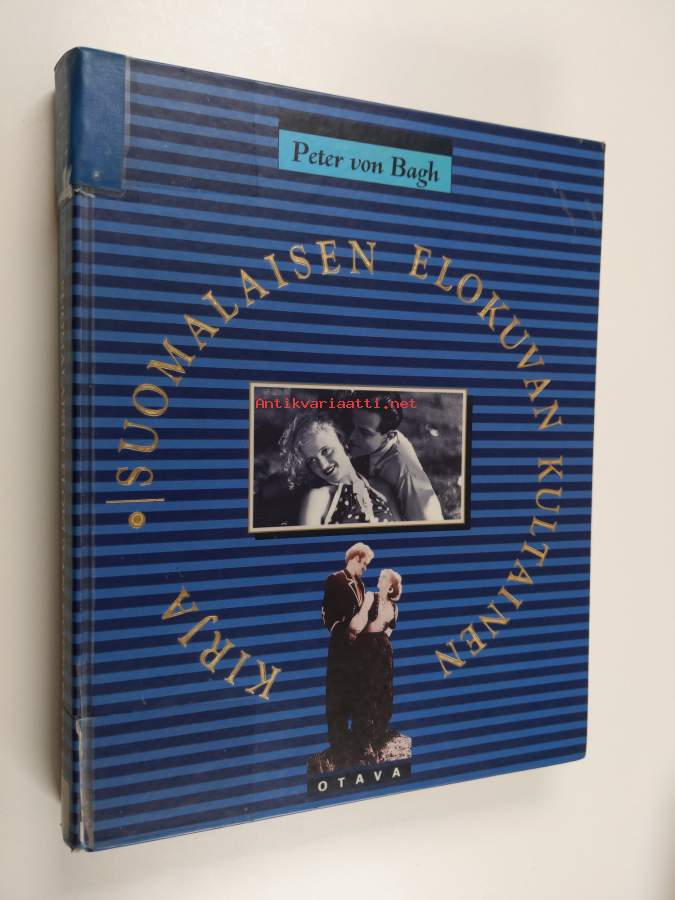 Peter von Bagh
SUOMALAISEN ELOKUVAN KULTAINEN
KIRJA
Antikvariaatti.net
OTAVA